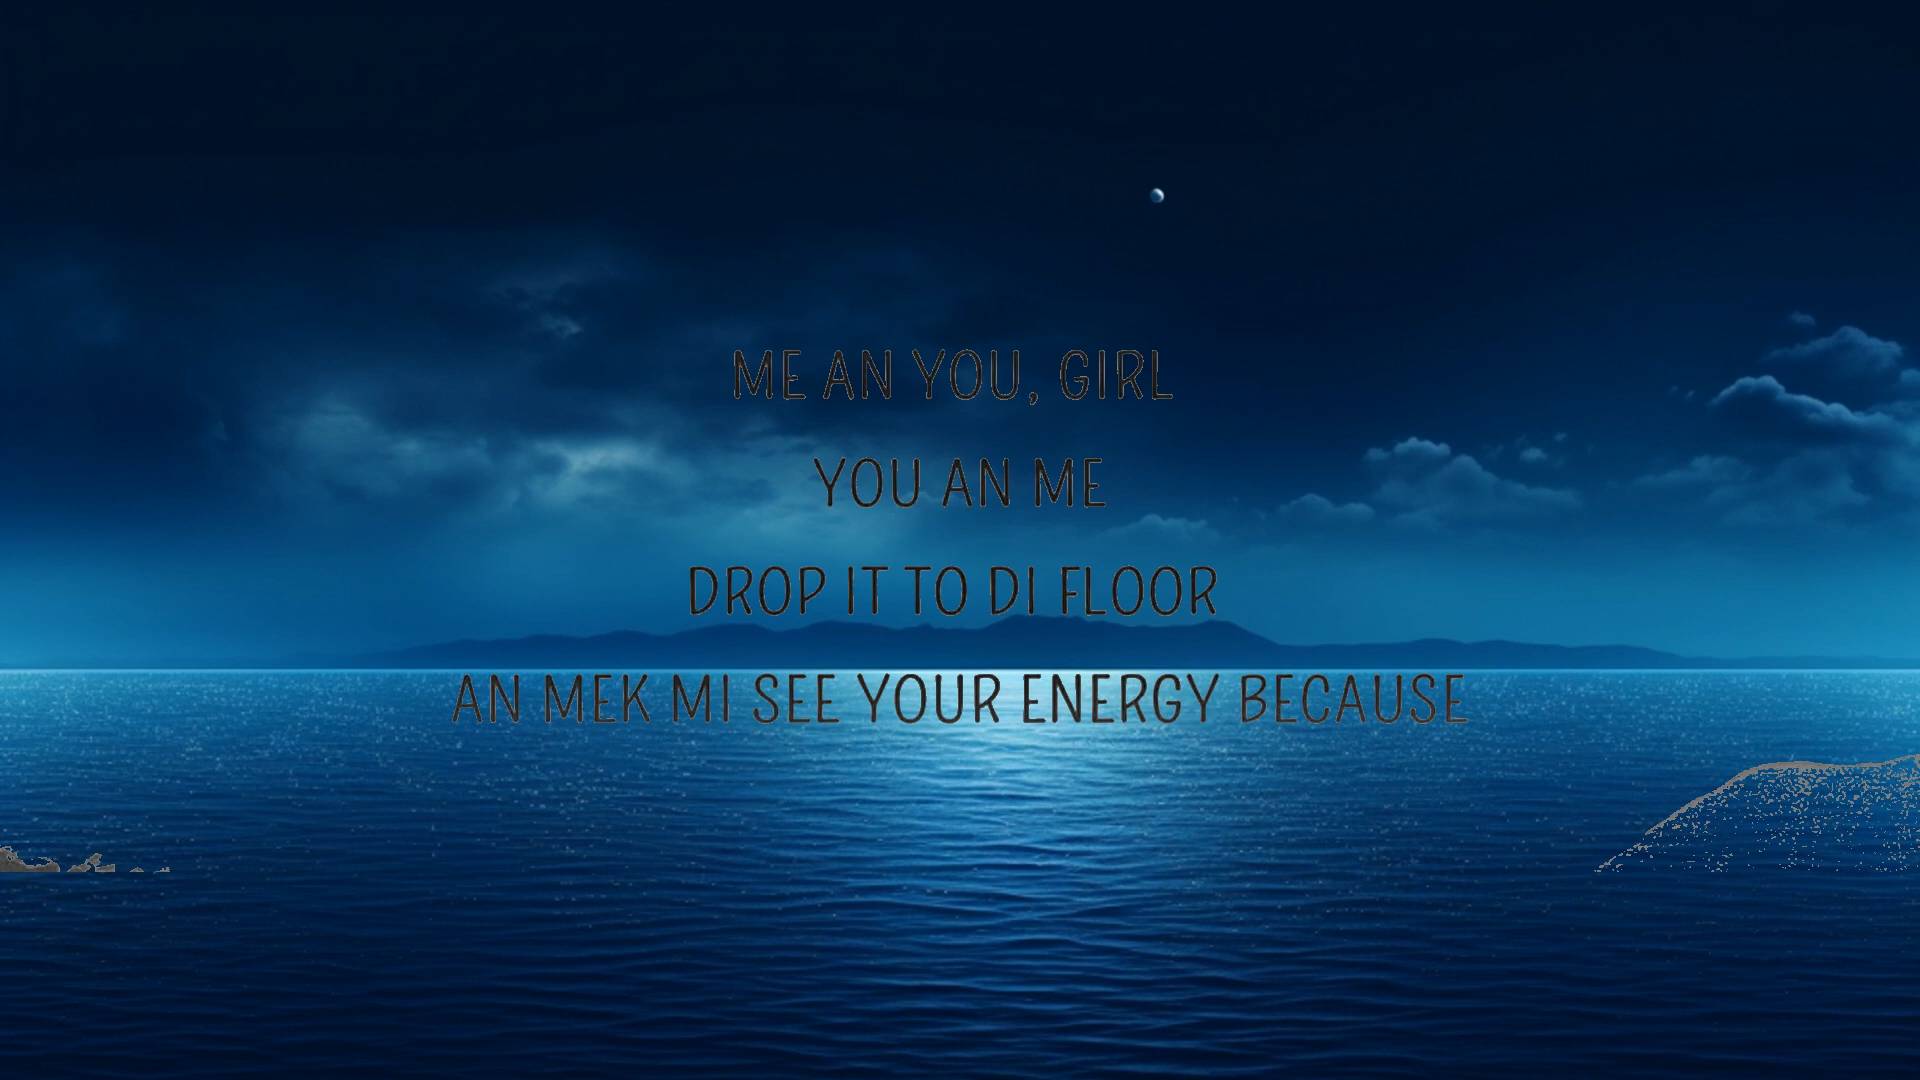 ME AN YOU, GIRL
YOU AN ME
DROP IT TO DI FLOOR
AN MEK MI SEE YOUR ENERGY BECAUSE